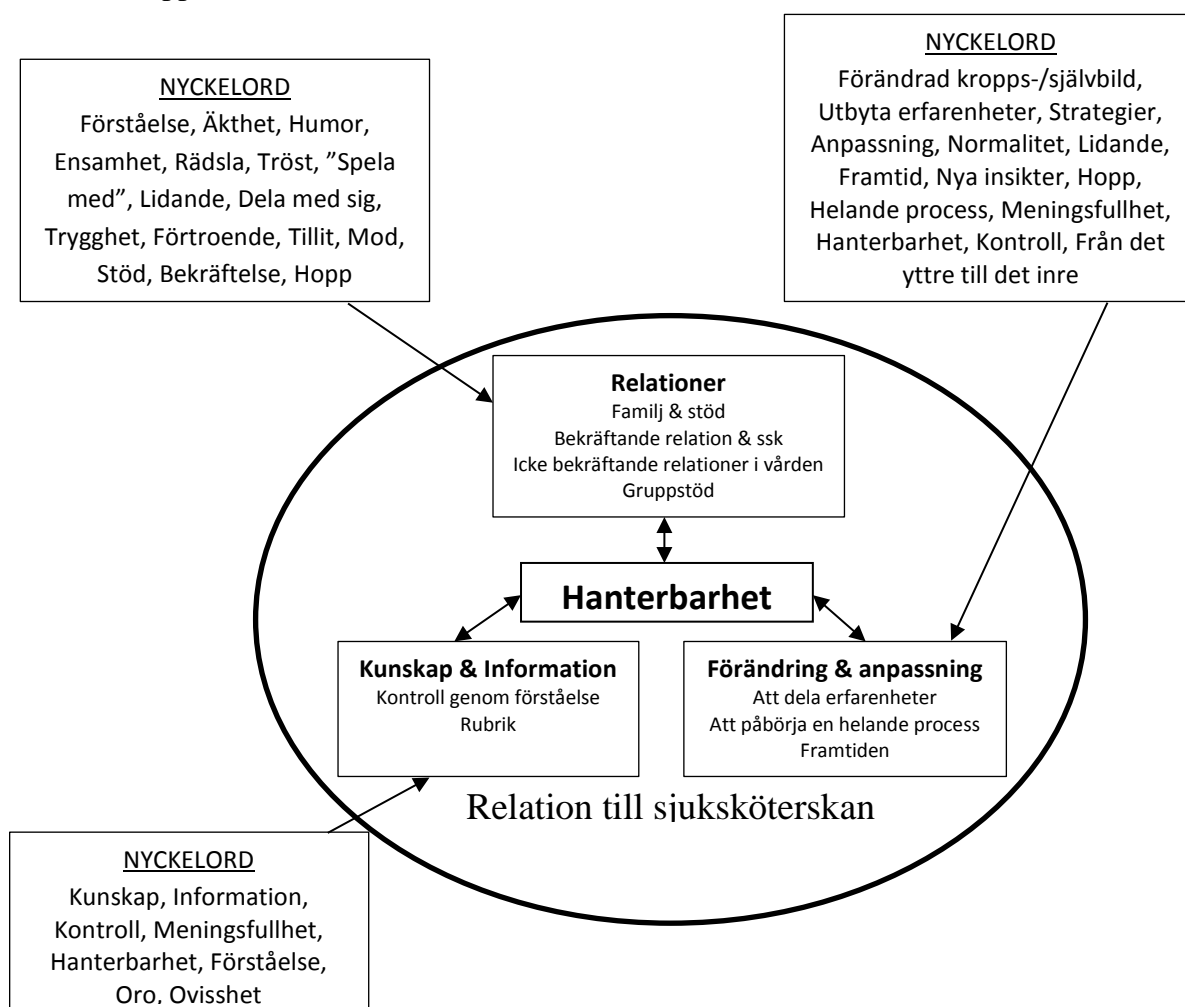 NYCKELORD
Förståelse, Äkthet, Humor,
Ensamhet, Rädsla, Tröst, ”Spela
med”, Lidande, Dela med sig,
Trygghet, Förtroende, Tillit, Mod,
Stöd, Bekräftelse, Hopp
NYCKELORD
Förändrad kropps-/självbild,
Utbyta erfarenheter, Strategier,
Anpassning, Normalitet, Lidande,
Framtid, Nya insikter, Hopp,
Helande process, Meningsfullhet,
Hanterbarhet, Kontroll, Från det
yttre till det inre
Relationer
Familj & stöd
Bekräftande relation & ssk
Icke bekräftande relationer i vården
Gruppstöd
Hanterbarhet
Kunskap & Information
Kontroll genom förståelse
Rubrik
Förändring & anpassning
Att dela erfarenheter
Att påbörja en helande process
Framtiden
Relation till sjuksköterskan
NYCKELORD
Kunskap, Information,
Kontroll, Meningsfullhet,
Hanterbarhet, Förståelse,
Oro, Ovisshet